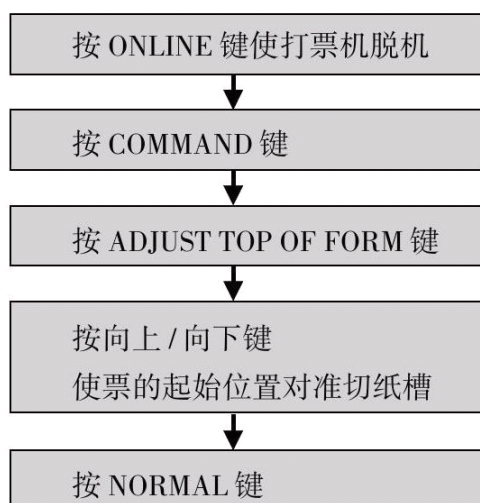 按 ONLINE 键使打票机脱机
按 COMMAND 键
按 ADJUST TOP OF FORM 键
按向上 / 向下键
使票的起始位置对准切纸槽
按 NORMAL 键